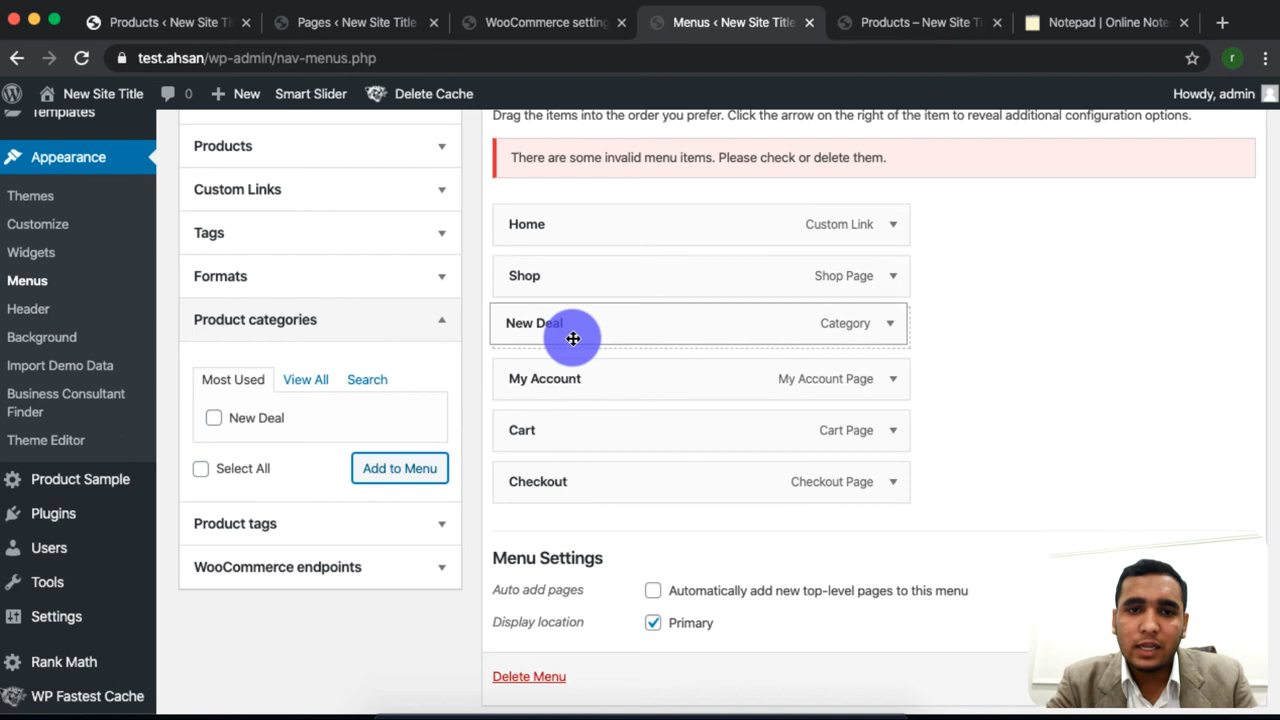 Products ‹ New Site Ti
Pages ‹ New Site Title
WooCommerce setting
Menus ‹ New Site Title
Products – New Site Ti
Notepad | Online Note
test.ahsan/wp-admin/nav-menus.php
r
New Site Title
0
New
Smart Slider
Delete Cache
Howdy, admin
Templates
Appearance
Themes
Customize
Widgets
Menus
Header
Background
Import Demo Data
Business Consultant
Finder
Theme Editor
Product Sample
Plugins
Users
Tools
Settings
Rank Math
WP Fastest Cache
Products
Custom Links
Tags
Formats
Product categories
Most Used
View All
Search
New Deal
Select All
Add to Menu
Product tags
WooCommerce endpoints
Drag the items into the order you prefer. Click the arrow on the right of the item to reveal additional configuration options.
There are some invalid menu items. Please check or delete them.
Home Custom Link
Shop Shop Page
New Deal Category
My Account My Account Page
Cart Cart Page
Checkout Checkout Page
Menu Settings
Auto add pages Automatically add new top-level pages to this menu
Display location Primary
Delete Menu